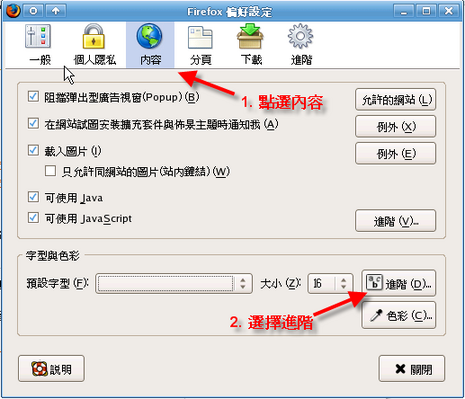 Firefox 偏好設定
一般 個人隱私 內容 分頁 下載 進階
1. 點選內容
阻擋彈出型廣告視窗(Popup) (B) 允許的網站 (L)
在網站試圖安裝擴充套件與佈景主題時通知我 (A) 例外 (X)
載入圖片 (I) 例外 (E)
只允許同網站的圖片(站內鏈結) (W)
可使用 Java
可使用 JavaScript 進階 (V)...
字型與色彩
預設字型 (F): 大小 (Z): 16 進階 (D)...
2. 選擇進階
色彩 (C)...
說明 關閉